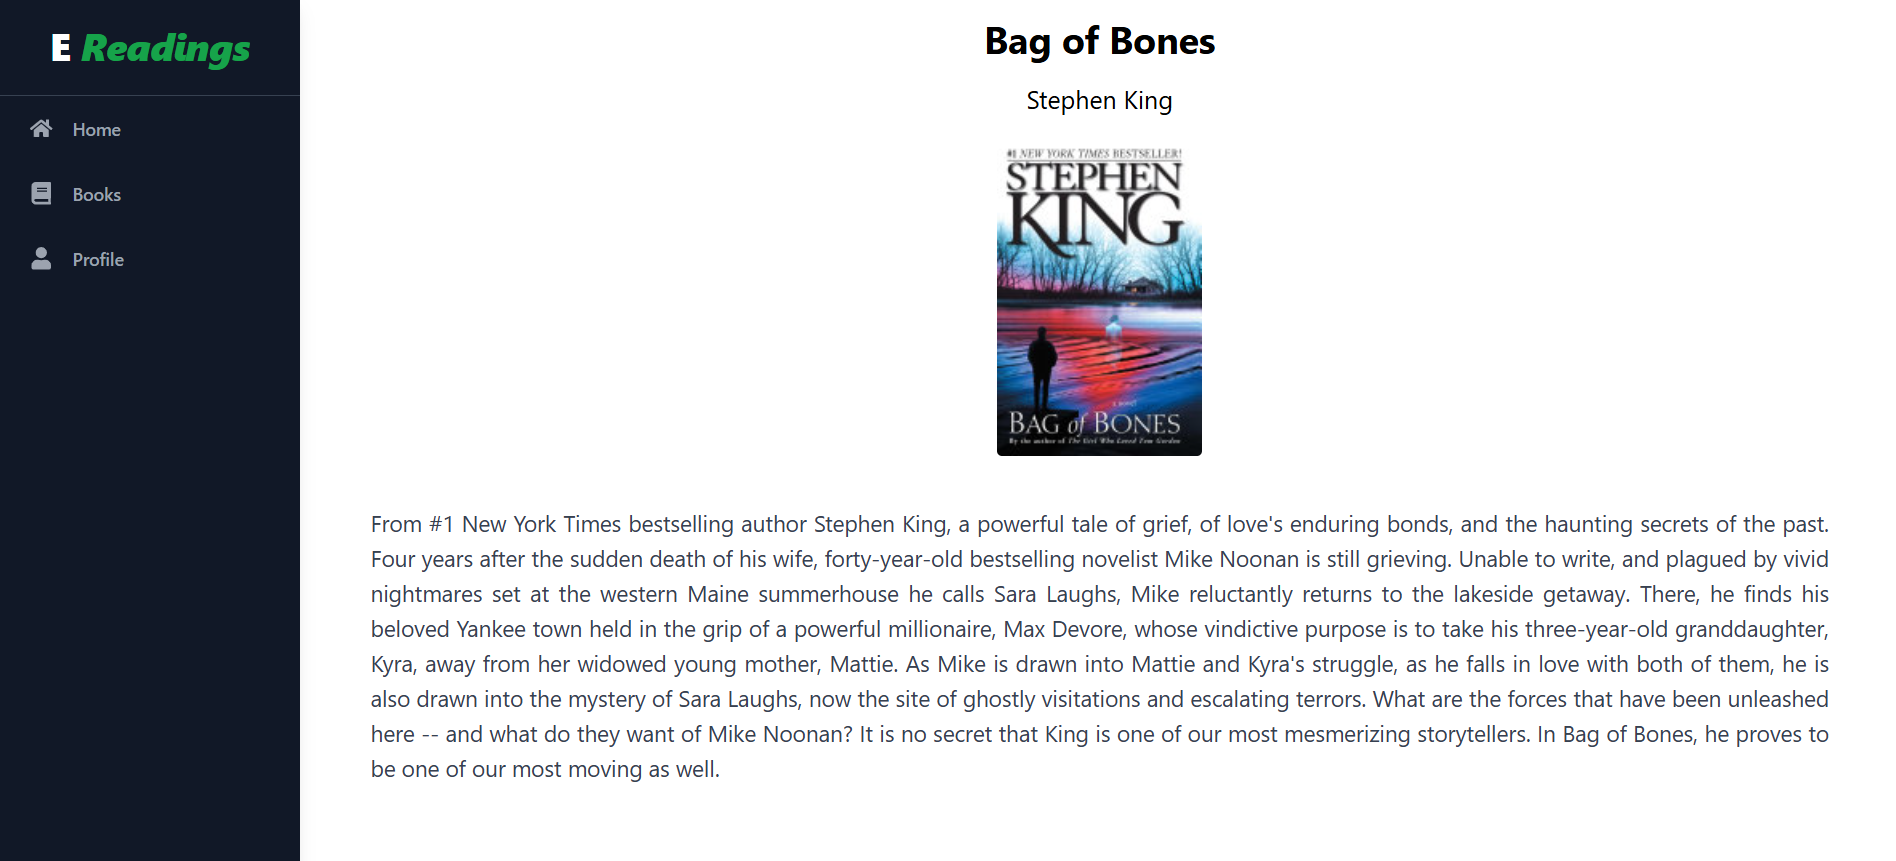 E Readings
Home
Books
Profile
Bag of Bones
Stephen King
#1 NEW YORK TIMES BESTSELLER!
STEPHEN
KING
A NOVEL
BAG of BONES
By the author of The Girl Who Loved Tom Gordon
From #1 New York Times bestselling author Stephen King, a powerful tale of grief, of love's enduring bonds, and the haunting secrets of the past.
Four years after the sudden death of his wife, forty-year-old bestselling novelist Mike Noonan is still grieving. Unable to write, and plagued by vivid
nightmares set at the western Maine summerhouse he calls Sara Laughs, Mike reluctantly returns to the lakeside getaway. There, he finds his
beloved Yankee town held in the grip of a powerful millionaire, Max Devore, whose vindictive purpose is to take his three-year-old granddaughter,
Kyra, away from her widowed young mother, Mattie. As Mike is drawn into Mattie and Kyra's struggle, as he falls in love with both of them, he is
also drawn into the mystery of Sara Laughs, now the site of ghostly visitations and escalating terrors. What are the forces that have been unleashed
here -- and what do they want of Mike Noonan? It is no secret that King is one of our most mesmerizing storytellers. In Bag of Bones, he proves to
be one of our most moving as well.